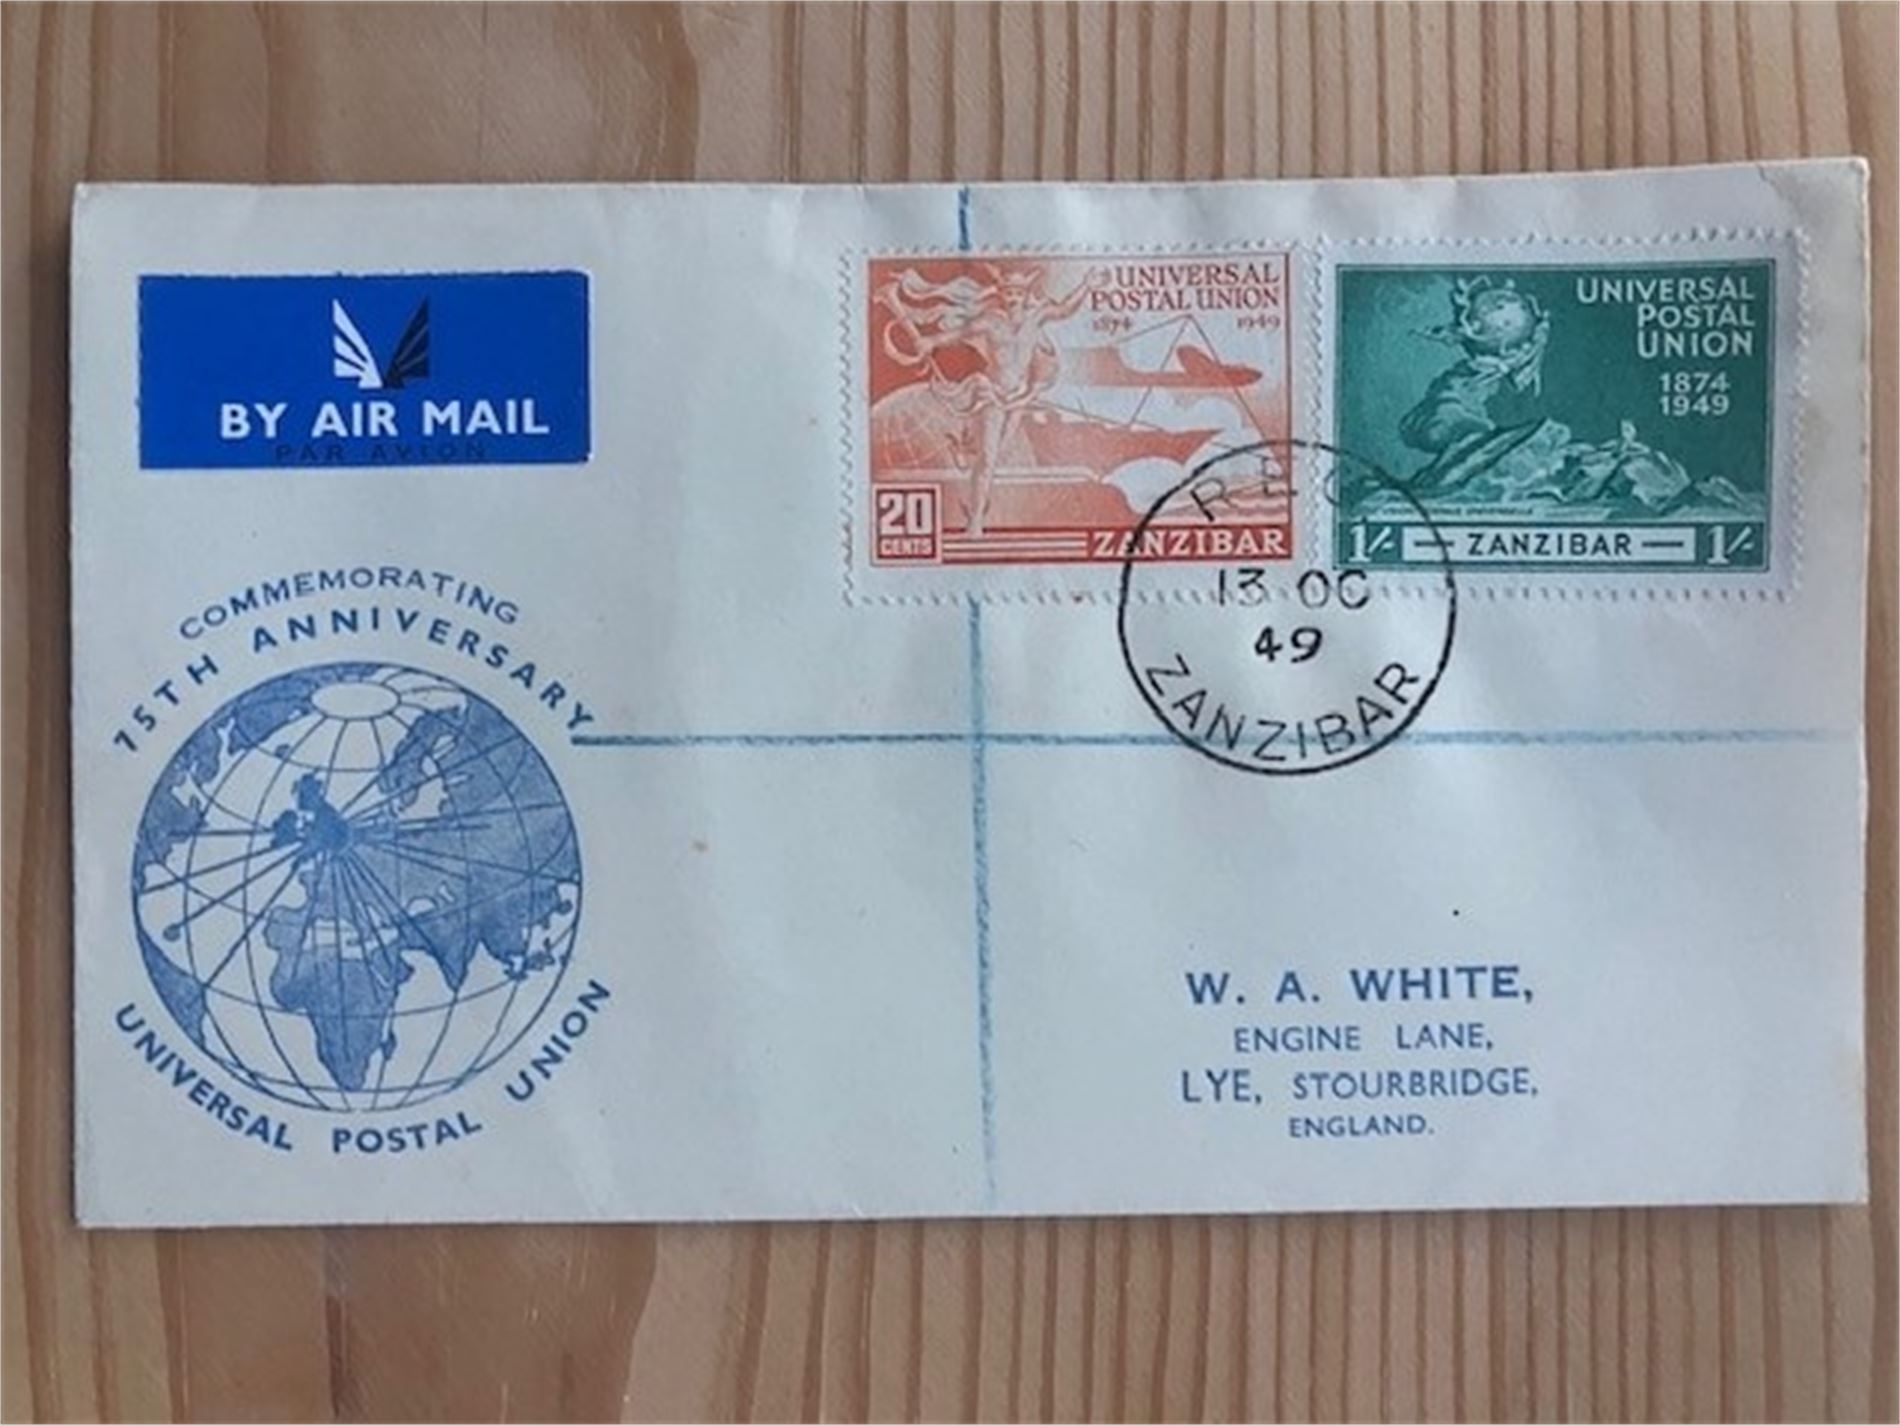 BY AIR MAIL
PAR AVION
UNIVERSAL
POSTAL UNION
1874 1949
20
CENTS
ZANZIBAR
UNIVERSAL
POSTAL
UNION
1874
1949
1/- ZANZIBAR 1/-
REG
13 OC
49
ZANZIBAR
COMMEMORATING
75TH ANNIVERSARY
UNIVERSAL POSTAL UNION
W. A. WHITE,
ENGINE LANE,
LYE, STOURBRIDGE,
ENGLAND.